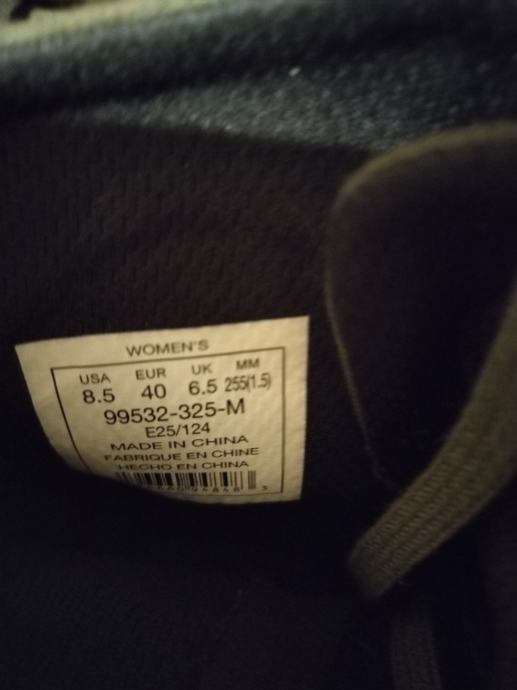 WOMEN'S
USA EUR UK MM
8.5 40 6.5 255(1.5)
99532-325-M
E25/124
MADE IN CHINA
FABRIQUE EN CHINE
HECHO EN CHINA